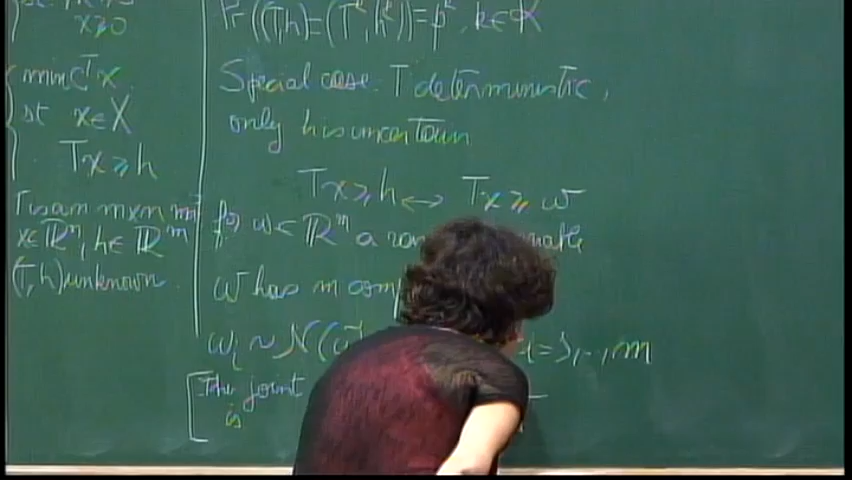 x≥0
min cᵀx
st x∈X
Tx≥h
T is an m×n
x∈ℝⁿ, h∈ℝᵐ
(T,h) unknown
Pr((T,h)=(Tᵏ,hᵏ))=pᵏ, k∈K
Special case. T deterministic,
only h is uncertain
Tx≥h ↔ Tx≥ω
for ω∈ℝᵐ a
ω has m
ωᵢ ~ N( i=1,..,m
[The joint
is